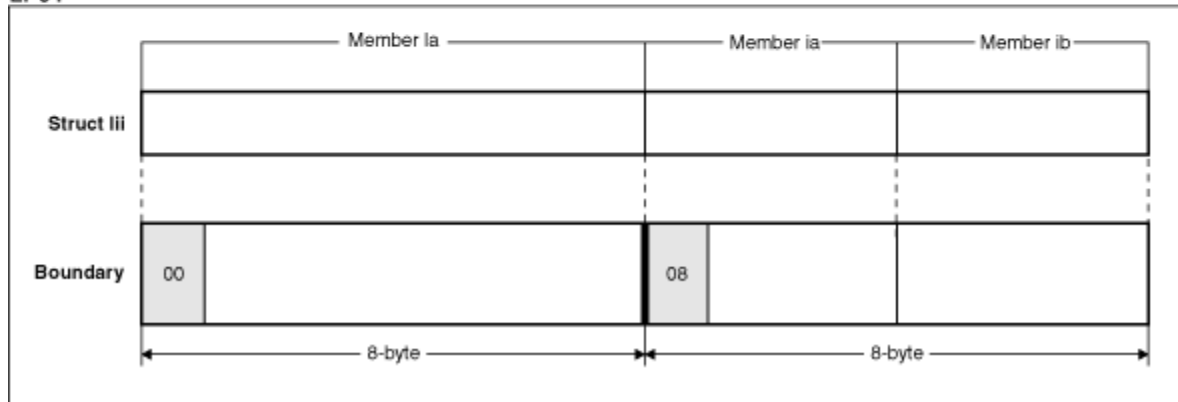 Member la Member ia Member ib
Struct lii
Boundary 00 08
8-byte 8-byte